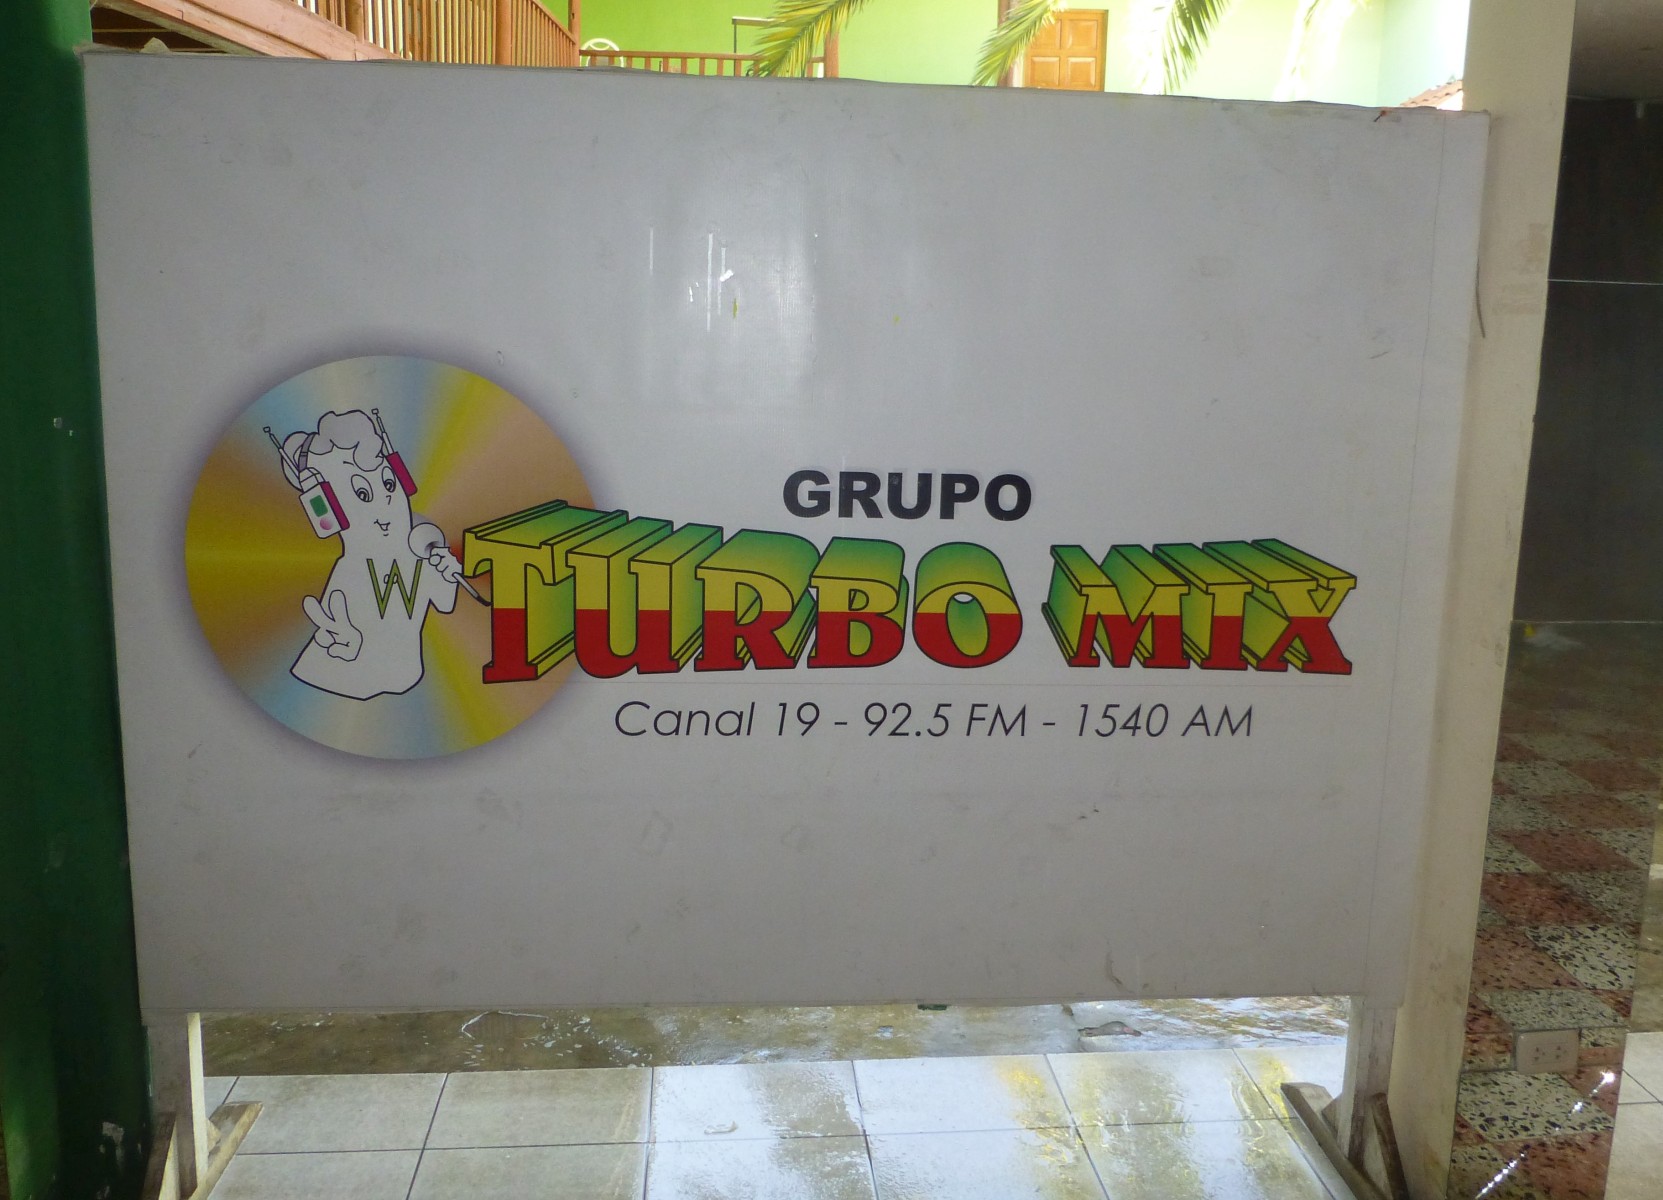 GRUPO
TURBO MIX
Canal 19 - 92.5 FM - 1540 AM
W